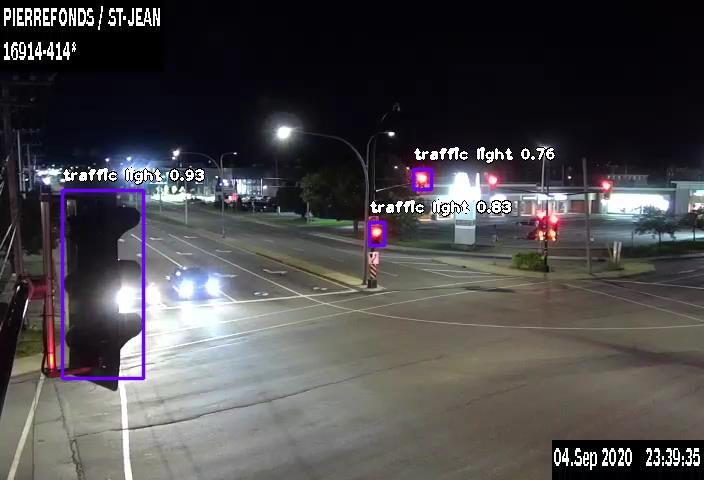 PIERREFONDS / ST-JEAN
16914-414*
traffic light 0.76
traffic light 0.93
traffic light 0.83
04.Sep 2020 23:39:35